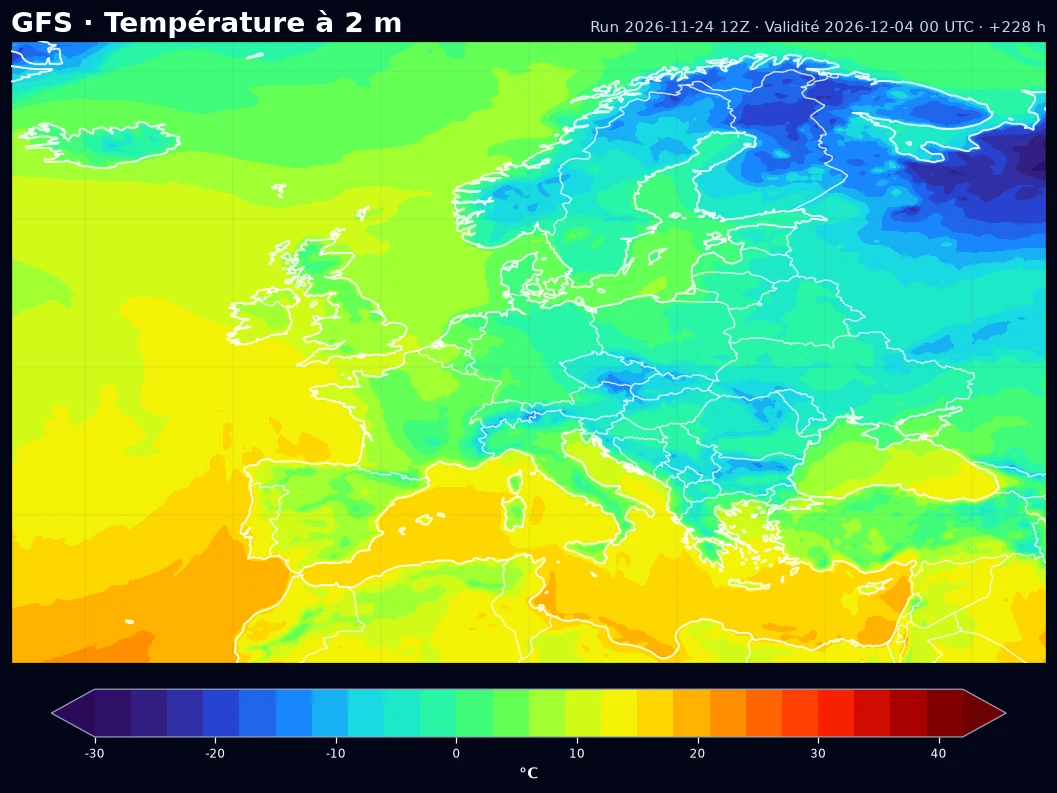 GFS · Température à 2 m
Run 2026-11-24 12Z · Validité 2026-12-04 00 UTC · +228 h
-30 -20 -10 0 10 20 30 40
°C